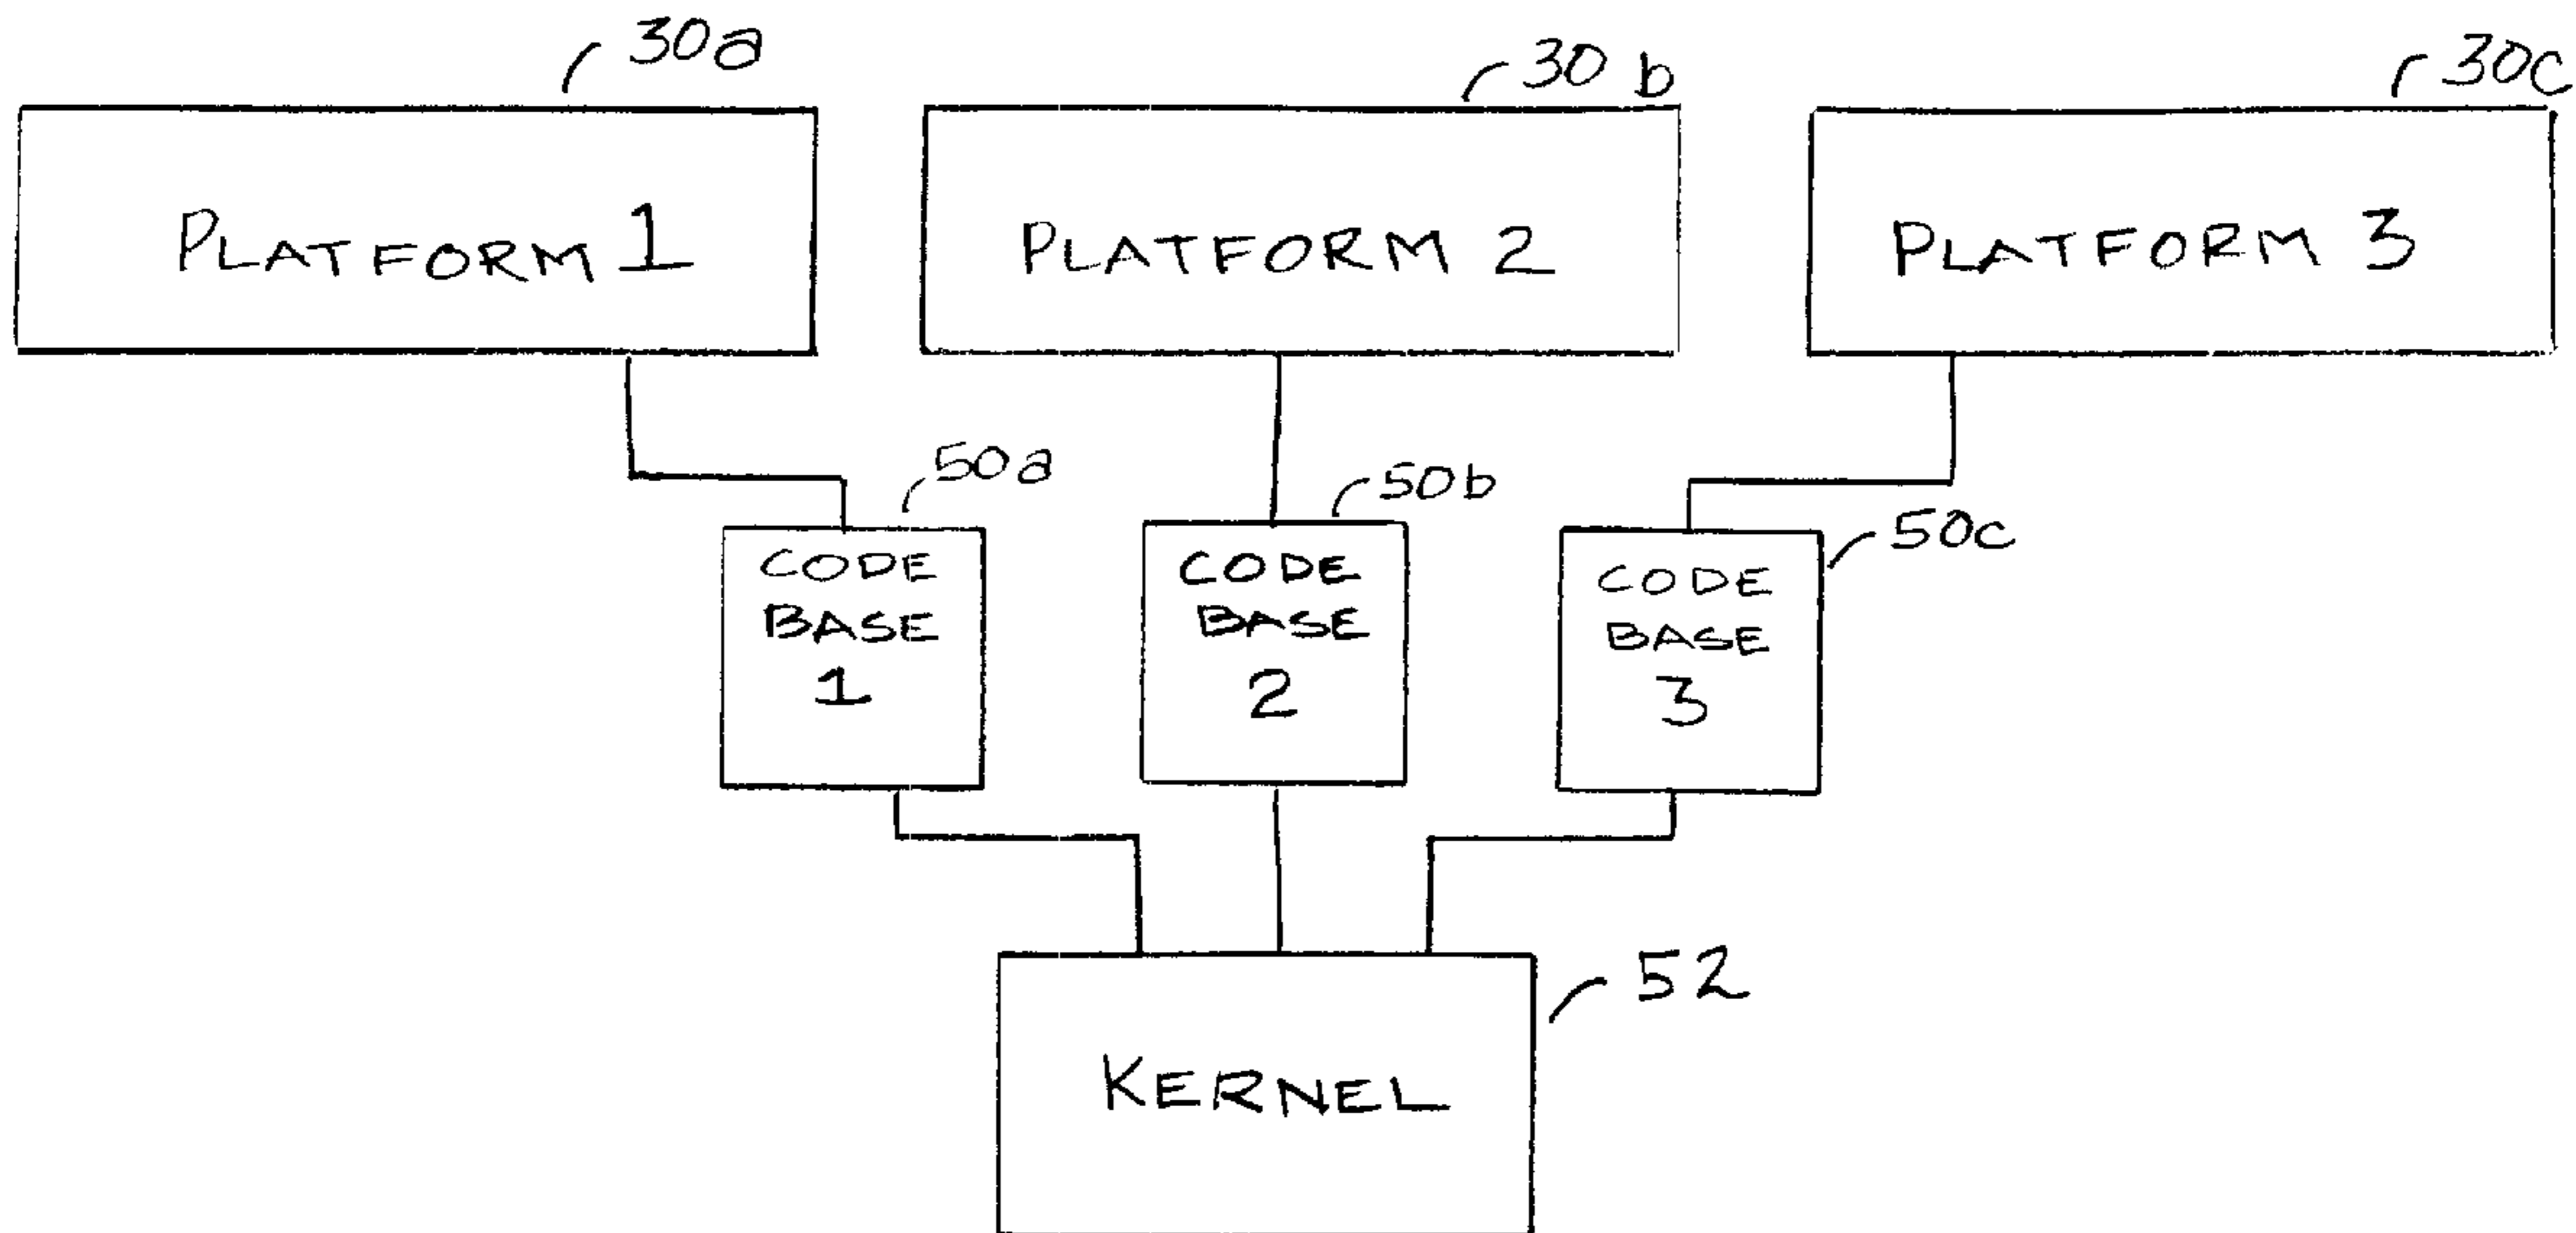 30a
30b
30c
PLATFORM 1
PLATFORM 2
PLATFORM 3
50a
50b
50c
CODE
BASE
1
CODE
BASE
2
CODE
BASE
3
52
KERNEL